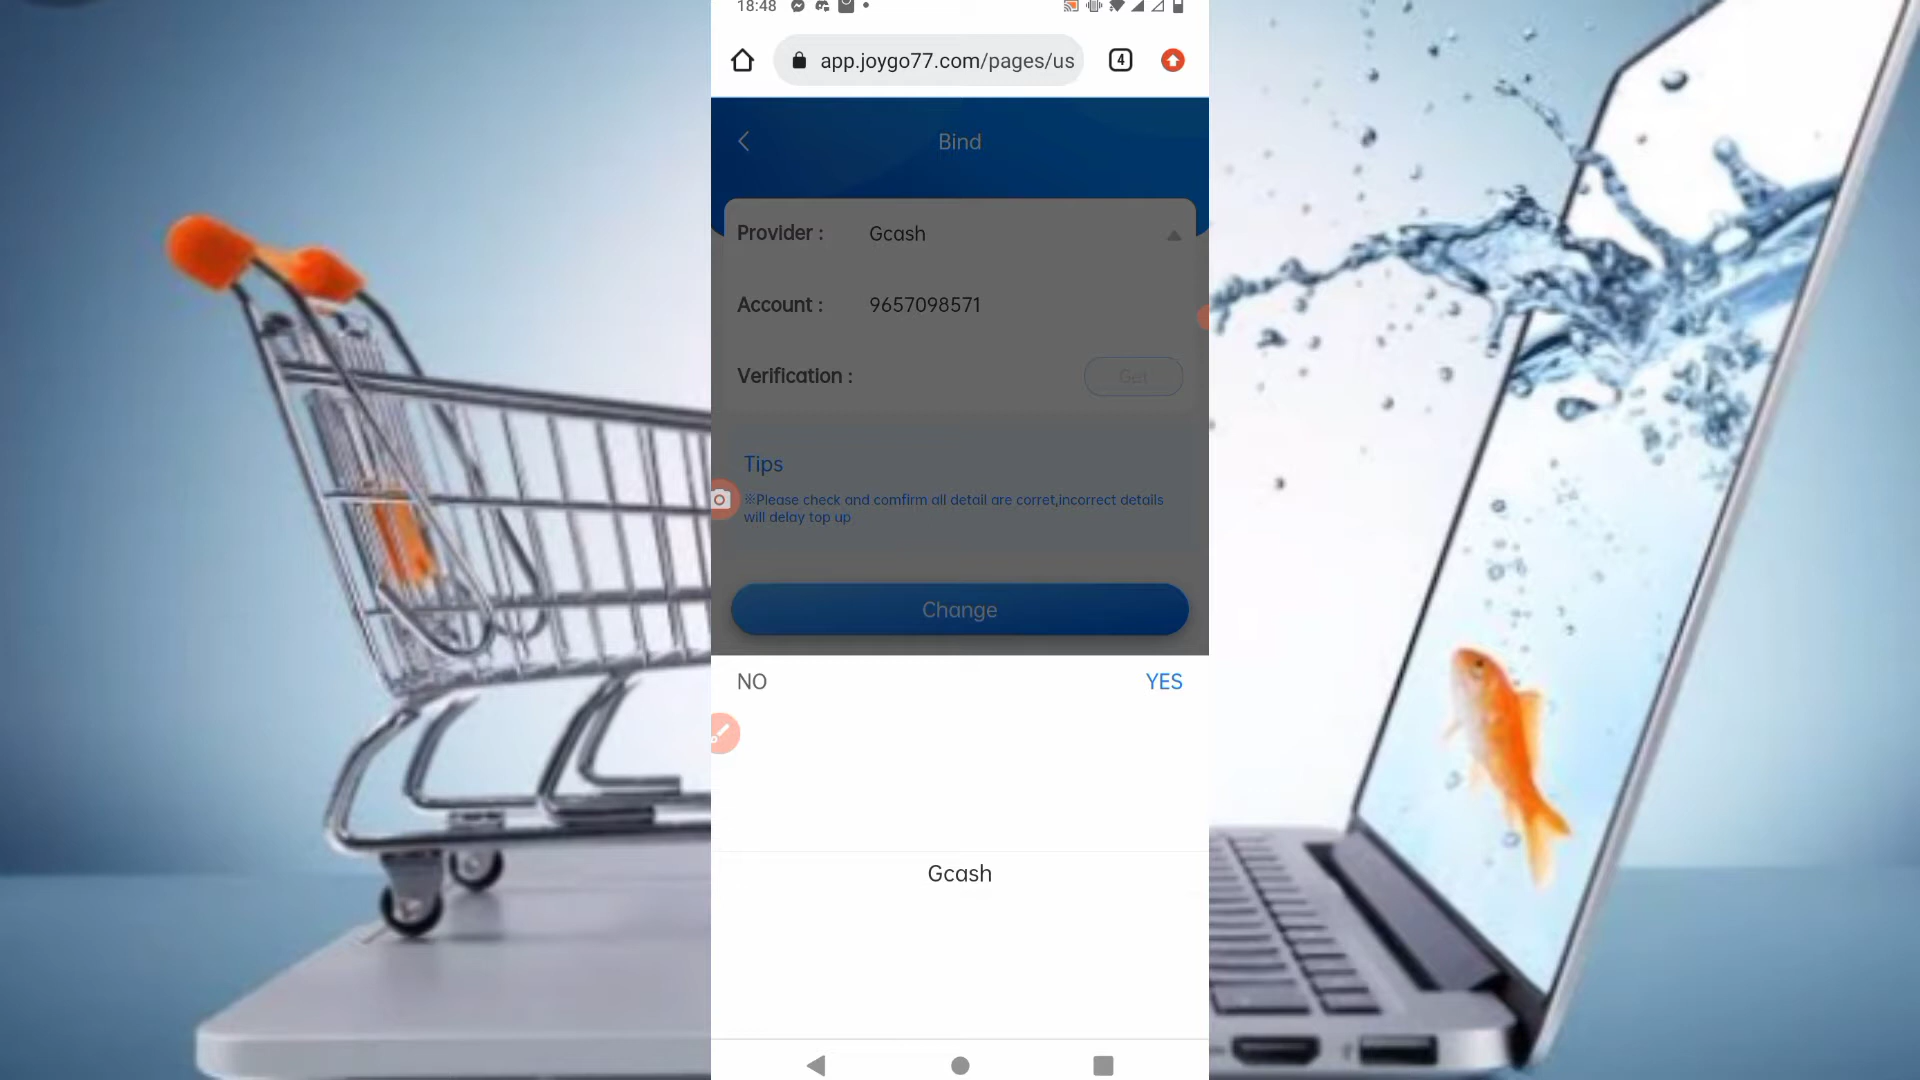 18:48
app.joygo77.com/pages/us
4
Bind
Provider : Gcash
Account : 9657098571
Verification : Get
Tips
※Please check and comfirm all detail are corret,incorrect details
will delay top up
Change
NO YES
Gcash